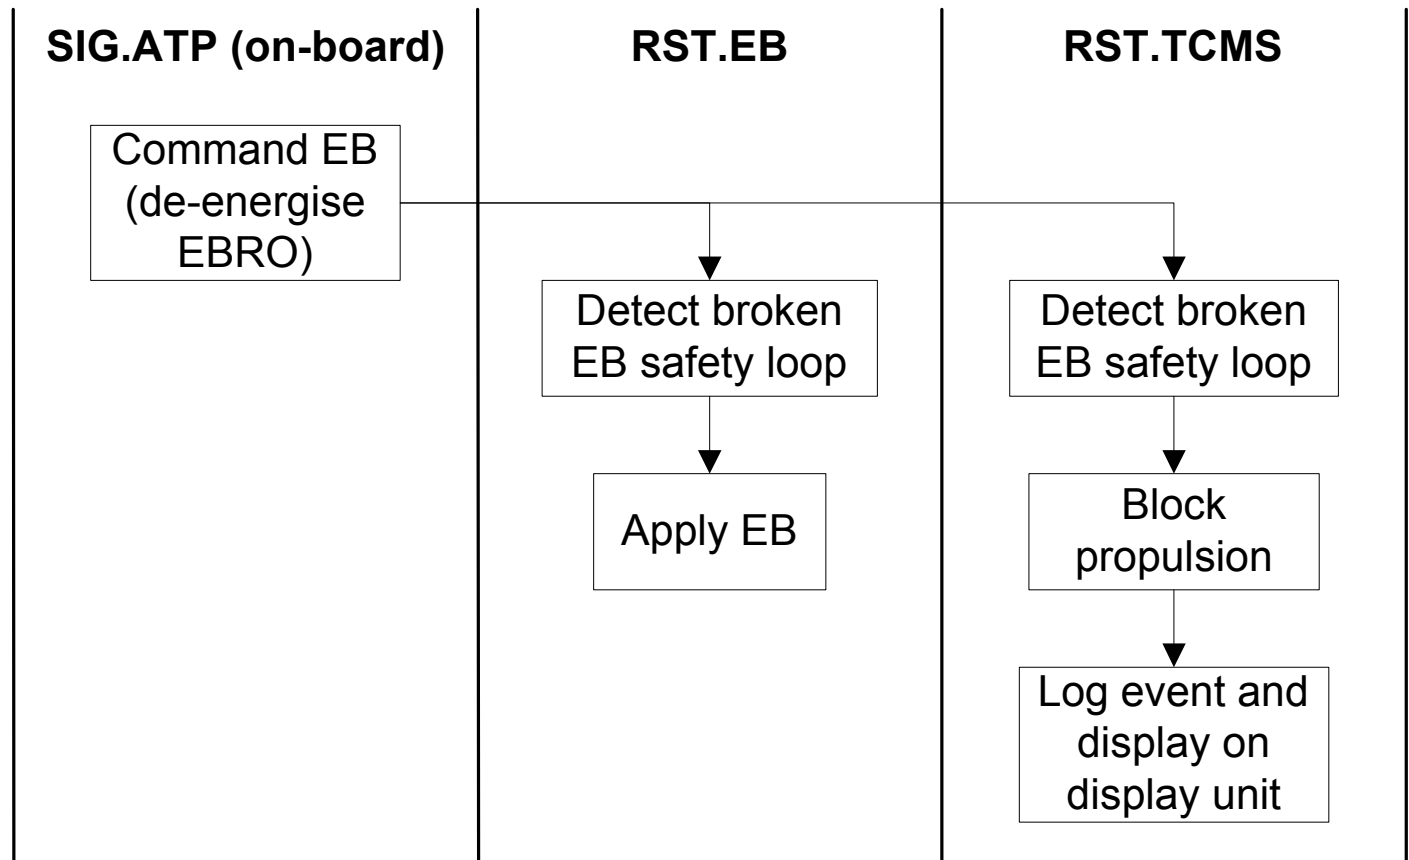 SIG.ATP (on-board)
RST.EB
RST.TCMS
Command EB
(de-energise
EBRO)
Detect broken
EB safety loop
Detect broken
EB safety loop
Apply EB
Block
propulsion
Log event and
display on
display unit